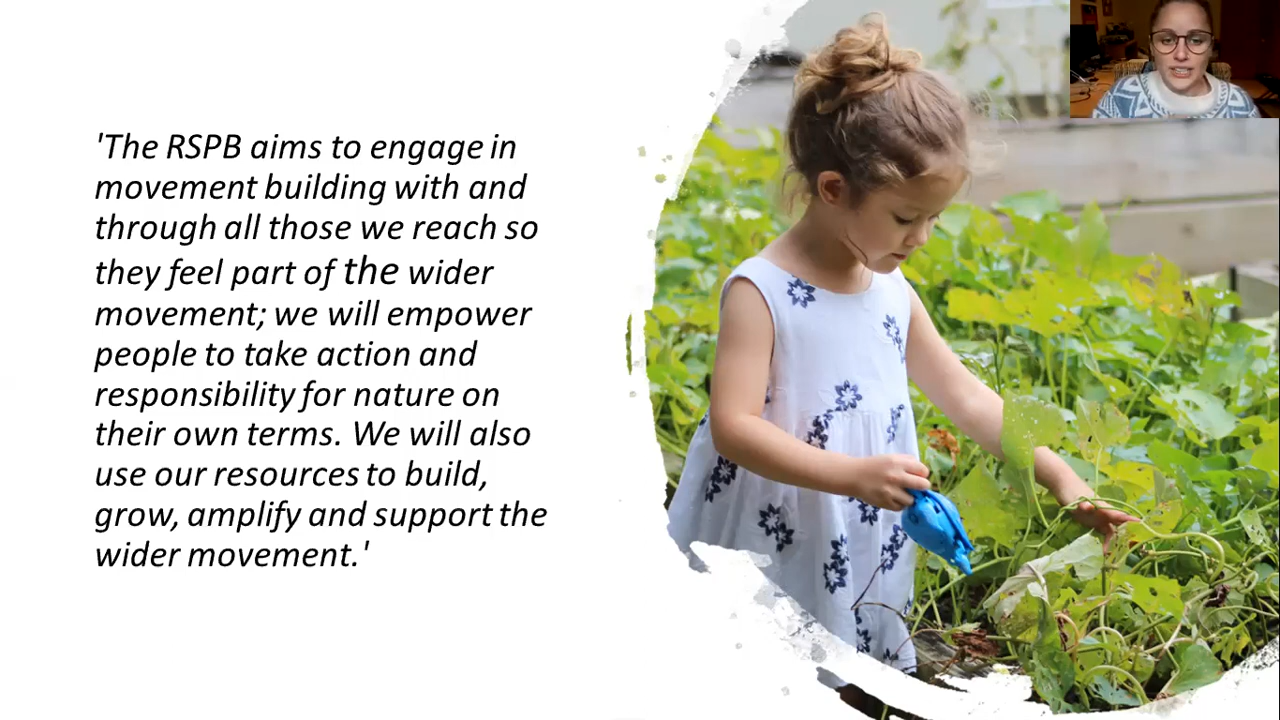 'The RSPB aims to engage in
movement building with and
through all those we reach so
they feel part of the wider
movement; we will empower
people to take action and
responsibility for nature on
their own terms. We will also
use our resources to build,
grow, amplify and support the
wider movement.'